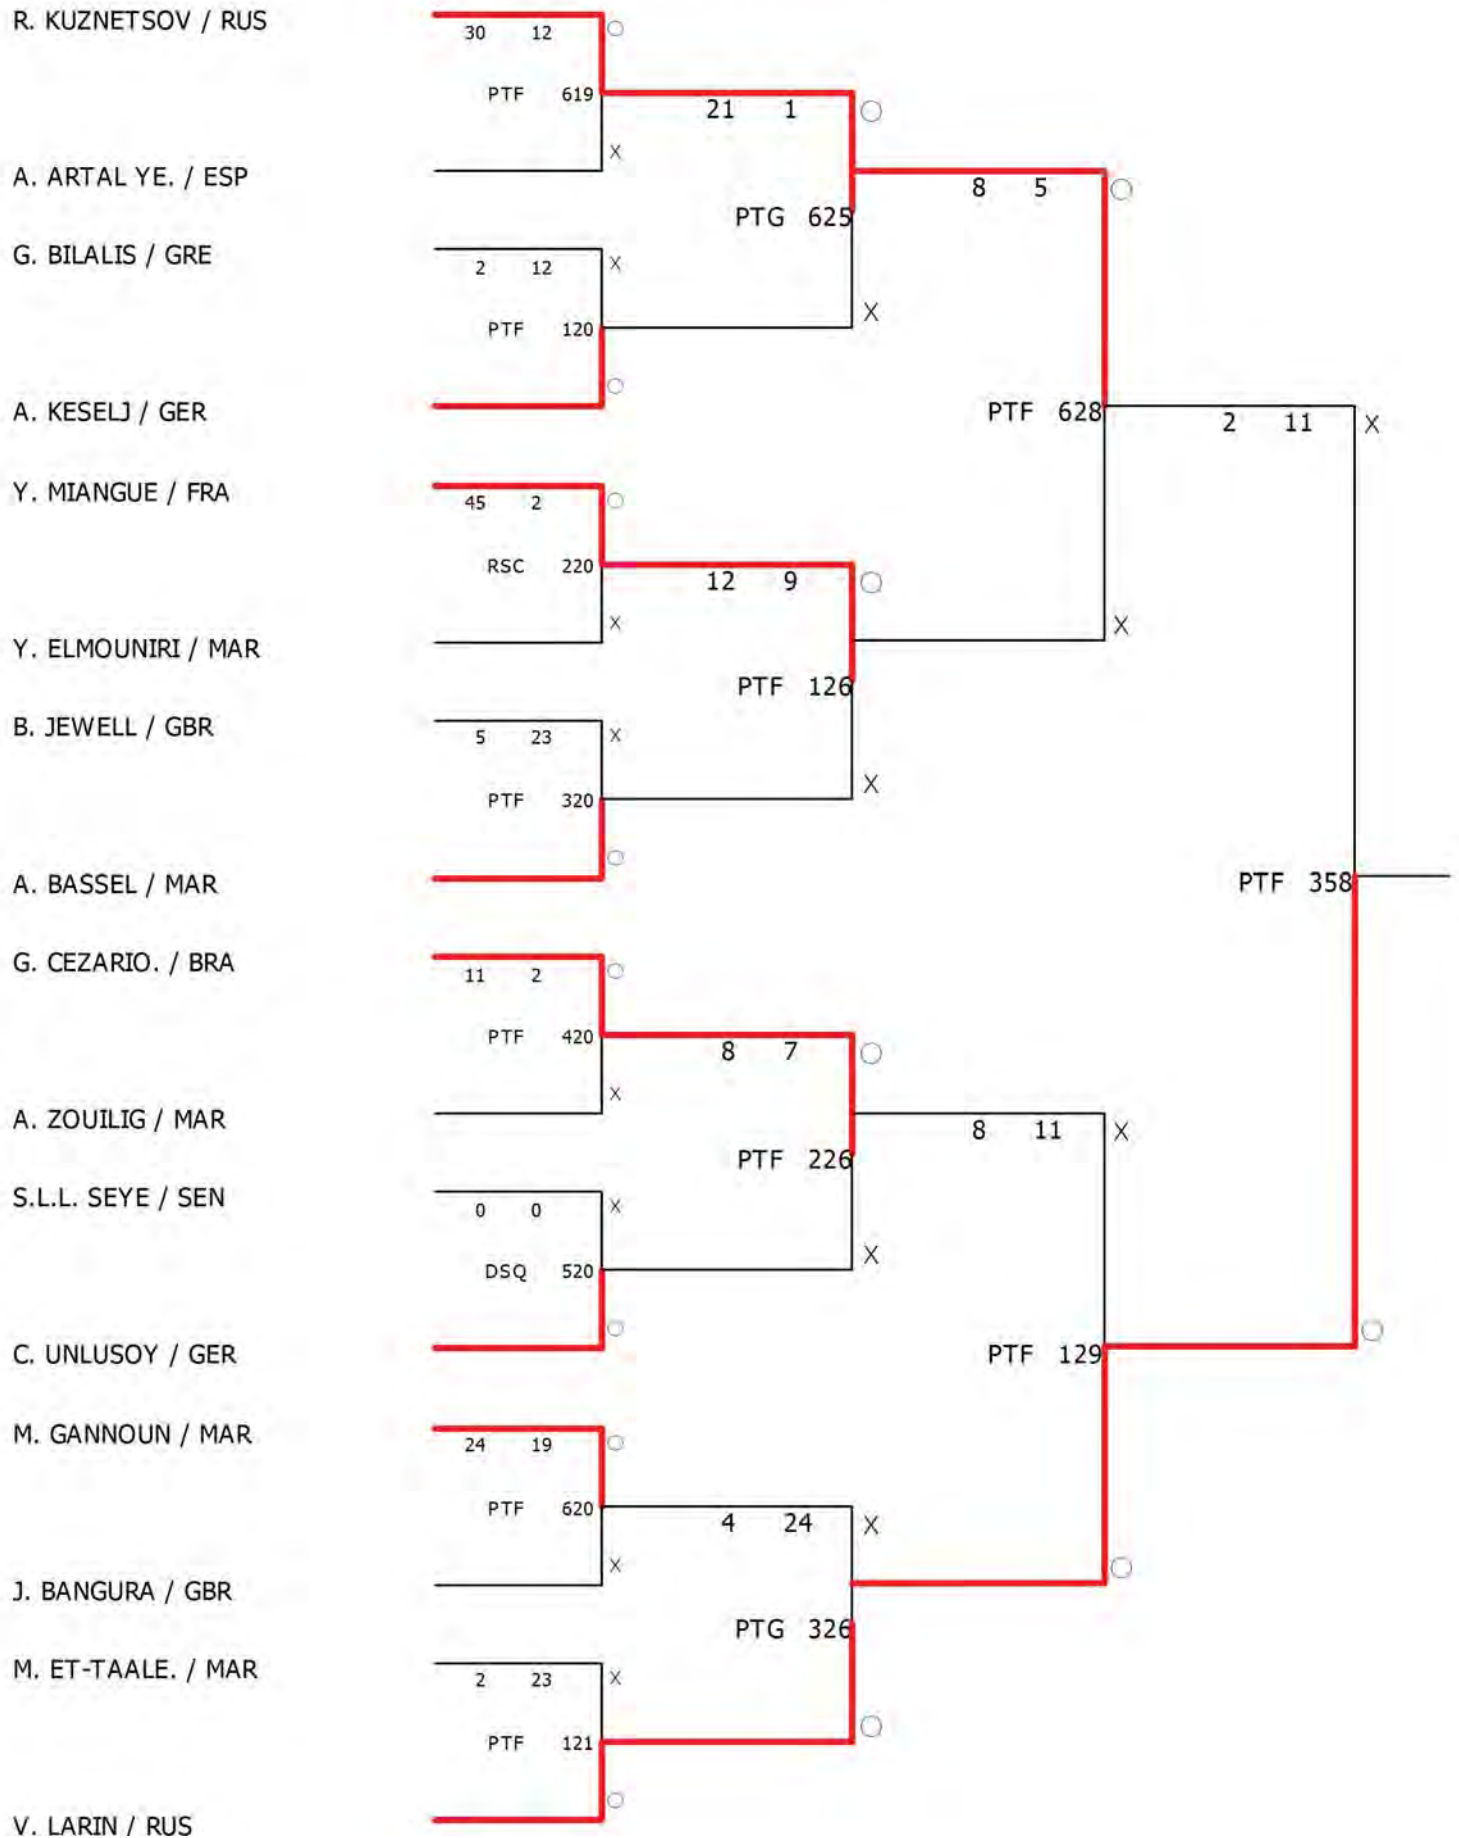 R. KUZNETSOV / RUS
30 12 ○
PTF 619
21 1 ○
X
A. ARTAL YE. / ESP
8 5 ○
PTG 625
G. BILALIS / GRE
2 12 X
X
PTF 120
○
A. KESELJ / GER
PTF 628
2 11 X
Y. MIANGUE / FRA
45 2 ○
RSC 220
12 9 ○
X
X
Y. ELMOUNIRI / MAR
PTF 126
B. JEWELL / GBR
5 23 X
X
PTF 320
○
A. BASSEL / MAR
PTF 358
G. CEZARIO. / BRA
11 2 ○
PTF 420
8 7 ○
X
A. ZOUILIG / MAR
8 11 X
PTF 226
S.L.L. SEYE / SEN
0 0 X
X
DSQ 520
○
○
C. UNLUSOY / GER
PTF 129
M. GANNOUN / MAR
24 19 ○
PTF 620
4 24 X
X
○
J. BANGURA / GBR
PTG 326
M. ET-TAALE. / MAR
2 23 X
○
PTF 121
○
V. LARIN / RUS